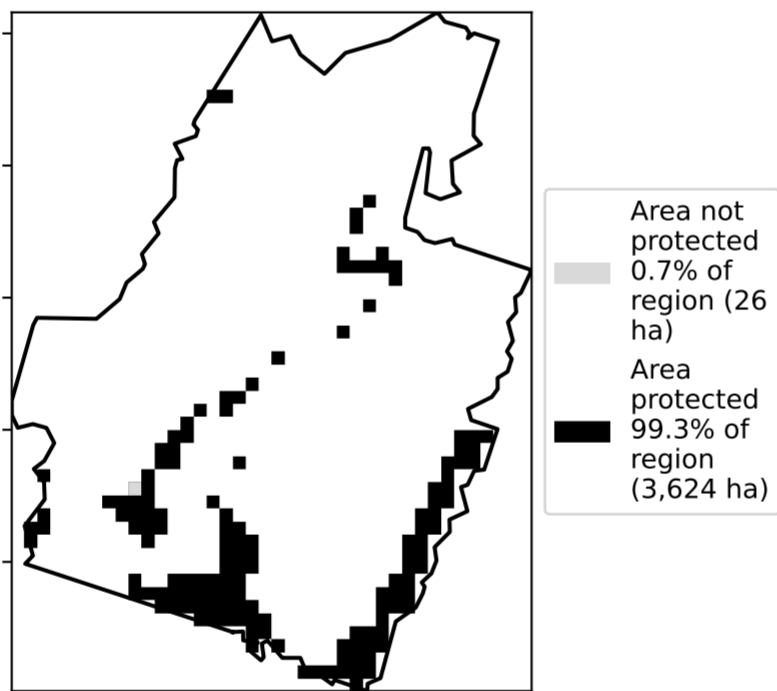 Area not
protected
0.7% of
region (26
ha)
Area
protected
99.3% of
region
(3,624 ha)